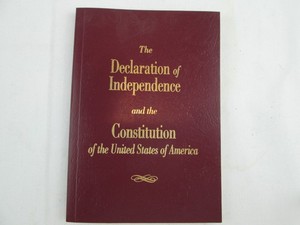 The
Declaration of
Independence
and the
Constitution
of the United States of America